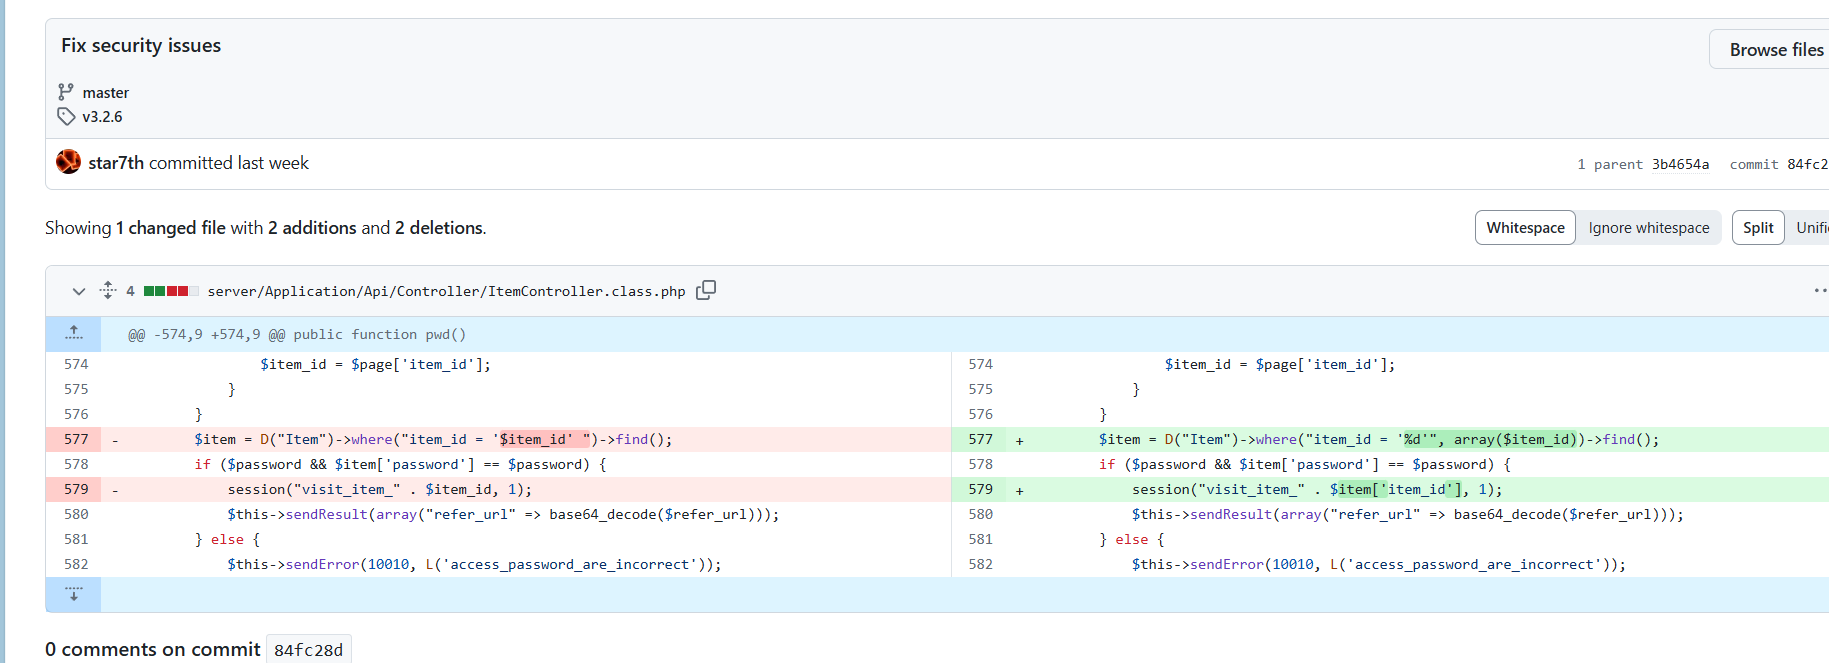 Fix security issues
Browse files
master
v3.2.6
star7th committed last week
1 parent 3b4654a commit 84fc2
Showing 1 changed file with 2 additions and 2 deletions.
Whitespace Ignore whitespace Split Unifi
4 server/Application/Api/Controller/ItemController.class.php
@@ -574,9 +574,9 @@ public function pwd()
574 $item_id = $page['item_id']; 574 $item_id = $page['item_id'];
575 } 575 }
576 } 576 }
577 - $item = D("Item")->where("item_id = '$item_id' ")->find(); 577 + $item = D("Item")->where("item_id = '%d'", array($item_id))->find();
578 if ($password && $item['password'] == $password) { 578 if ($password && $item['password'] == $password) {
579 - session("visit_item_" . $item_id, 1); 579 + session("visit_item_" . $item['item_id'], 1);
580 $this->sendResult(array("refer_url" => base64_decode($refer_url))); 580 $this->sendResult(array("refer_url" => base64_decode($refer_url)));
581 } else { 581 } else {
582 $this->sendError(10010, L('access_password_are_incorrect')); 582 $this->sendError(10010, L('access_password_are_incorrect'));
0 comments on commit 84fc28d